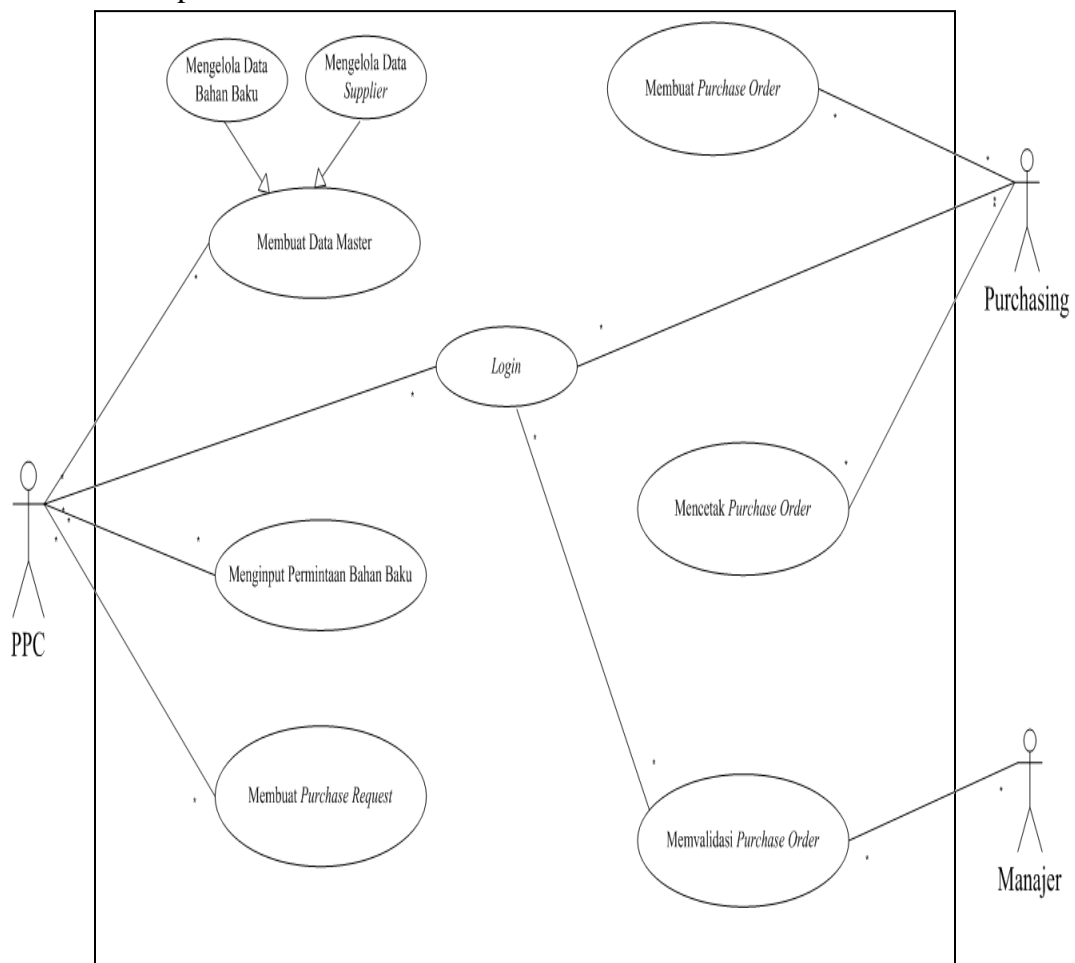 Mengelola Data
Bahan Baku
Mengelola Data
Supplier
Membuat Purchase Order
Membuat Data Master
Purchasing
Login
Mencetak Purchase Order
Menginput Permintaan Bahan Baku
PPC
Membuat Purchase Request
Memvalidasi Purchase Order
Manajer